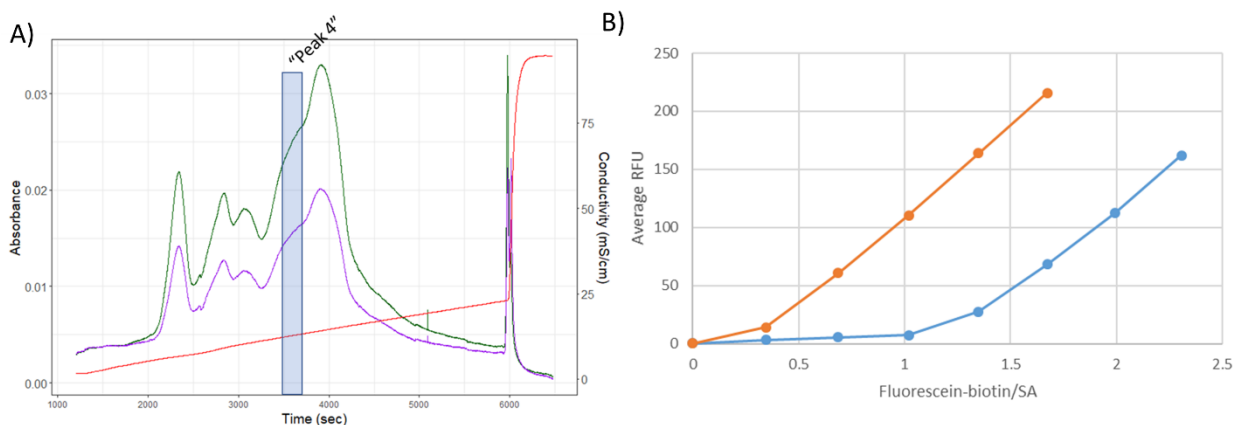 A)
"Peak 4"
Absorbance
0.03
0.02
0.01
0.00
75
50
25
0
Conductivity (mS/cm)
1000 2000 3000 4000 5000 6000
Time (sec)
B)
Average RFU
250
200
150
100
50
0
0 0.5 1 1.5 2 2.5
Fluorescein-biotin/SA